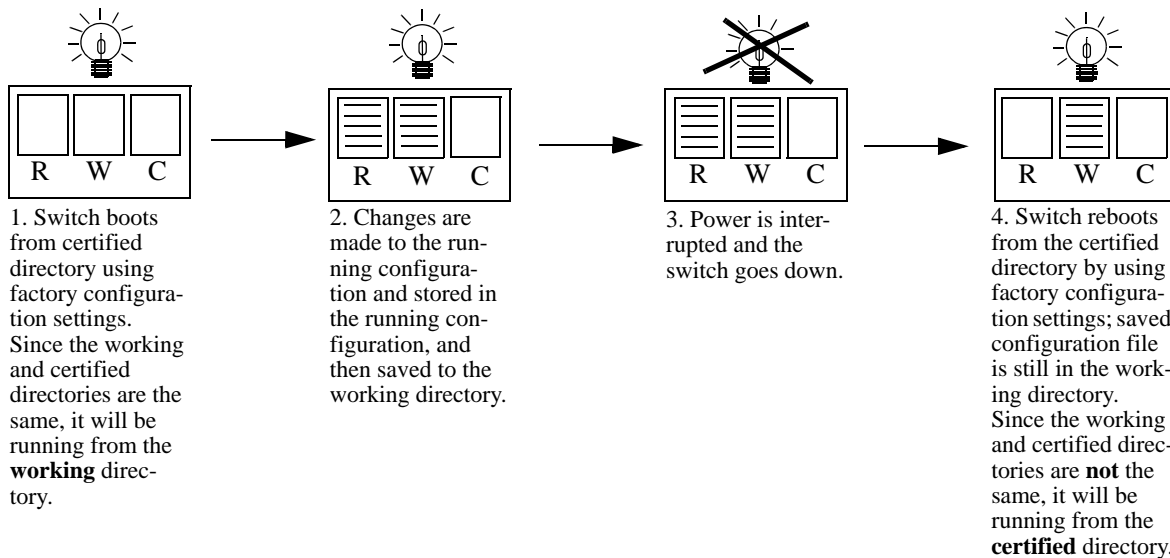 R W C
1. Switch boots
from certified
directory using
factory configura-
tion settings.
Since the working
and certified
directories are the
same, it will be
running from the
working direc-
tory.
R W C
2. Changes are
made to the run-
ning configura-
tion and stored in
the running con-
figuration, and
then saved to the
working directory.
R W C
3. Power is inter-
rupted and the
switch goes down.
R W C
4. Switch reboots
from the certified
directory by using
factory configura-
tion settings; saved
configuration file
is still in the work-
ing directory.
Since the working
and certified direc-
tories are not the
same, it will be
running from the
certified directory.